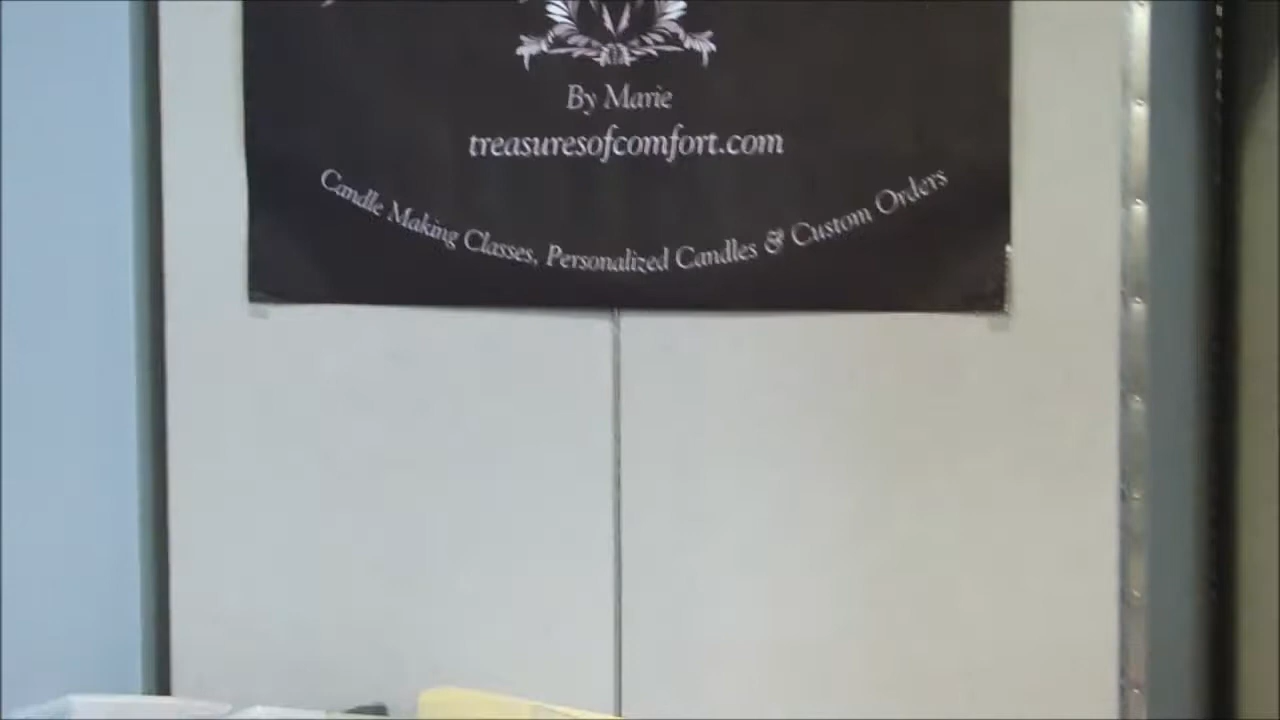 By Marie
treasuresofcomfort.com
Candle Making Classes, Personalized Candles & Custom Orders